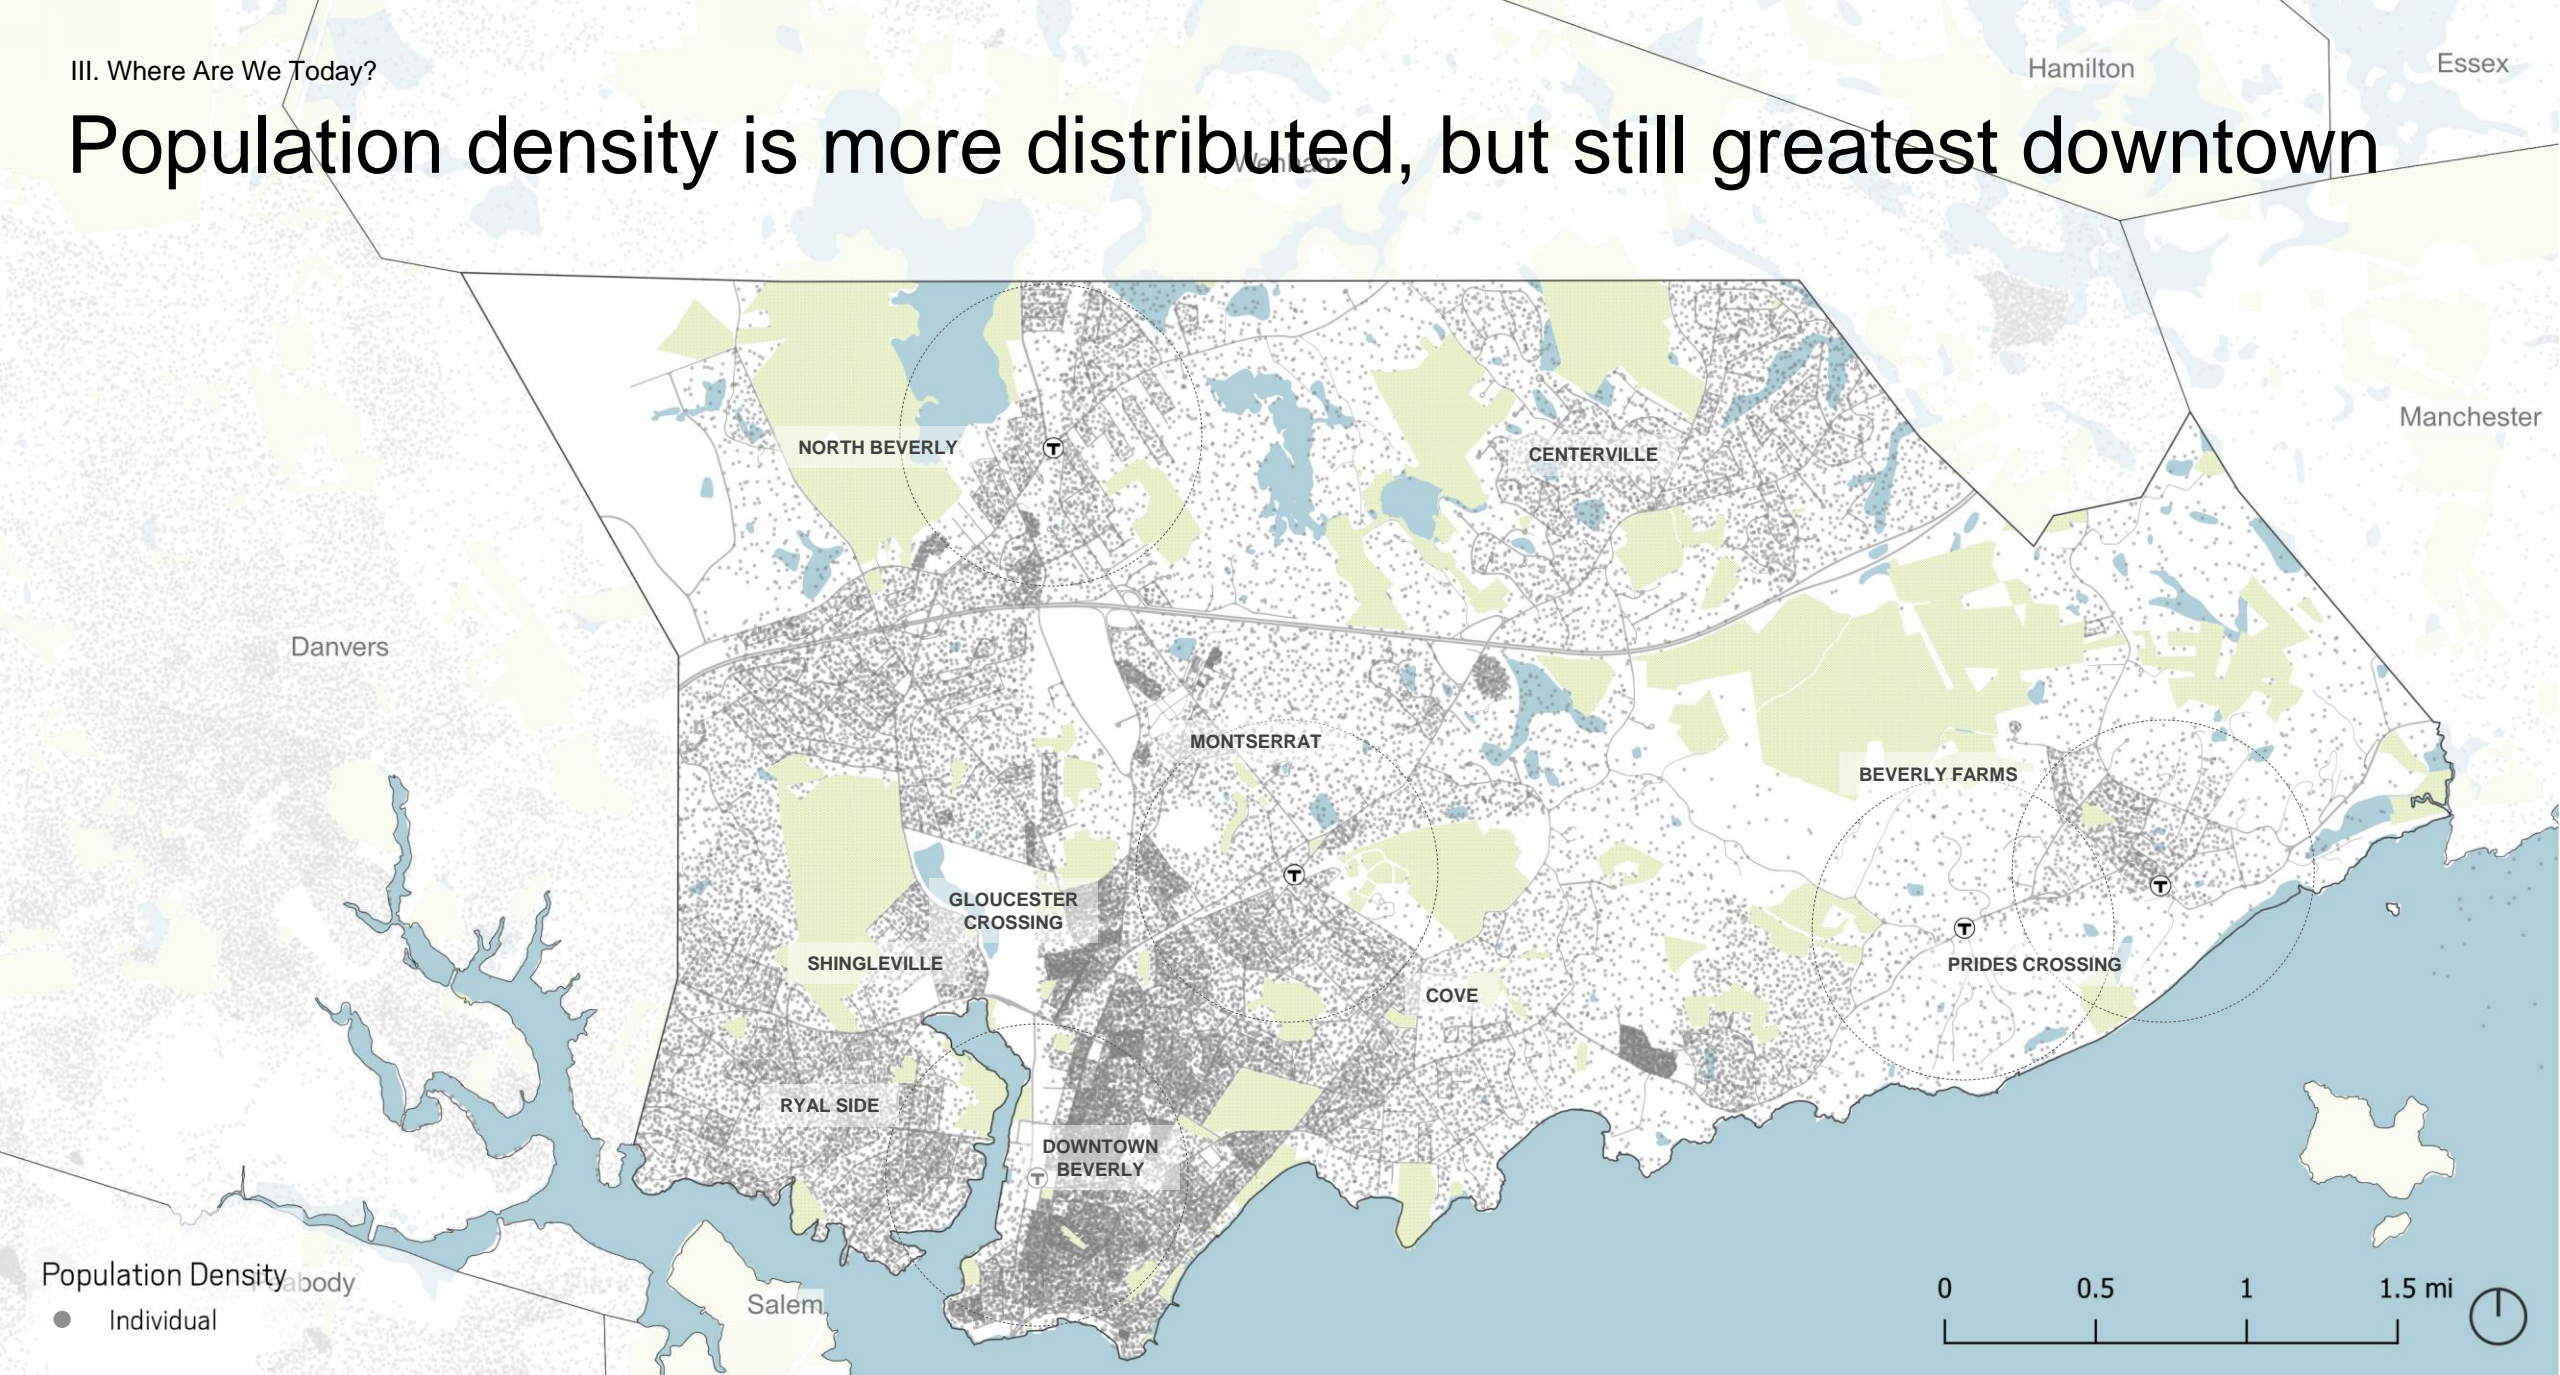 III. Where Are We Today?
Population density is more distributed, but still greatest downtown
Hamilton
Essex
Wenham
Manchester
NORTH BEVERLY
T
CENTERVILLE
Danvers
MONTSERRAT
BEVERLY FARMS
T
T
GLOUCESTER
CROSSING
T
SHINGLEVILLE
PRIDES CROSSING
COVE
RYAL SIDE
DOWNTOWN
BEVERLY
T
Population Density
Peabody
Individual
Salem
0 0.5 1 1.5 mi